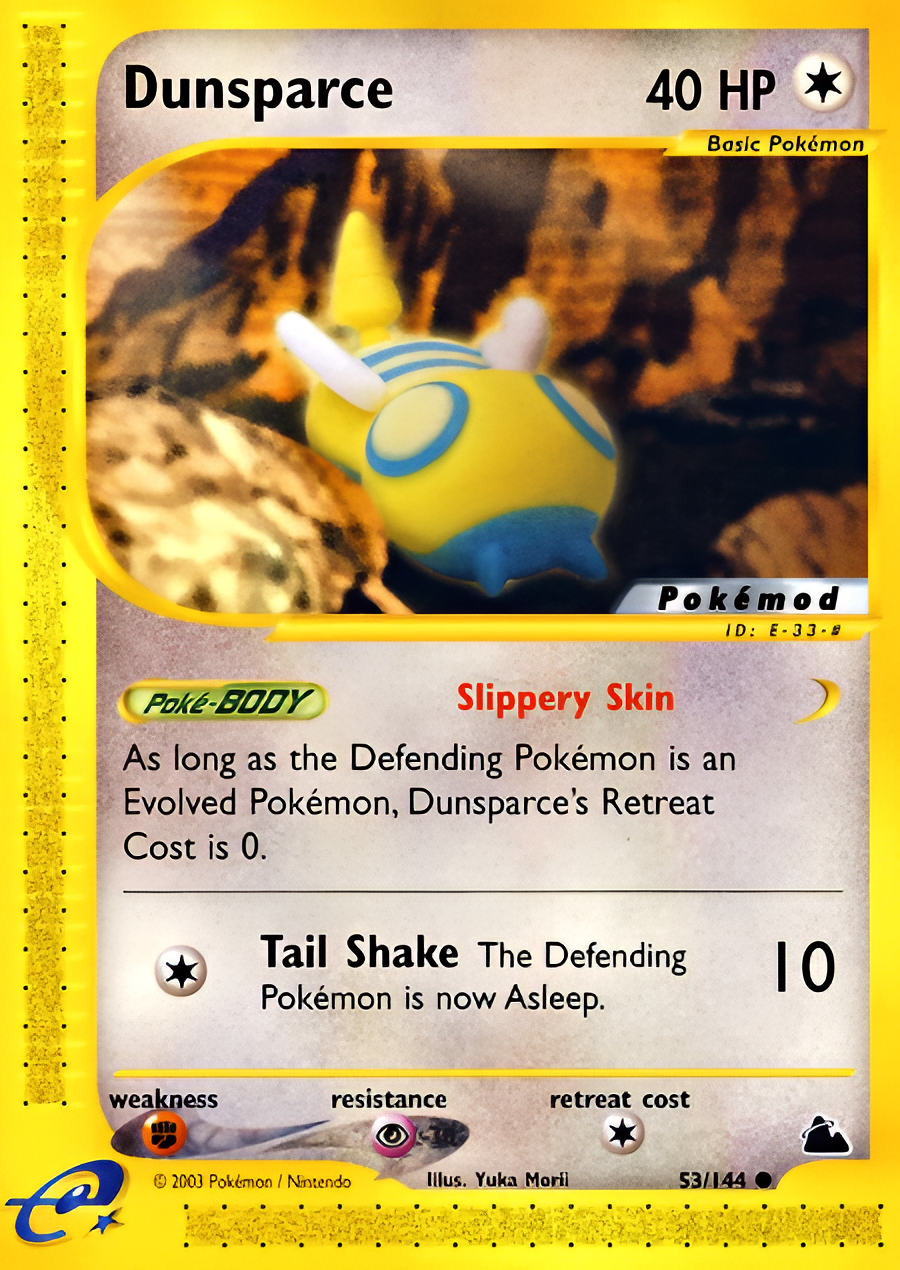 Dunsparce 40 HP
Basic Pokémon
Pokémod
ID: E-33-#
Poké-BODY Slippery Skin
As long as the Defending Pokémon is an
Evolved Pokémon, Dunsparce's Retreat
Cost is 0.
Tail Shake The Defending 10
Pokémon is now Asleep.
weakness resistance retreat cost
-30
© 2003 Pokémon / Nintendo Illus. Yuka Morii 53/144
e